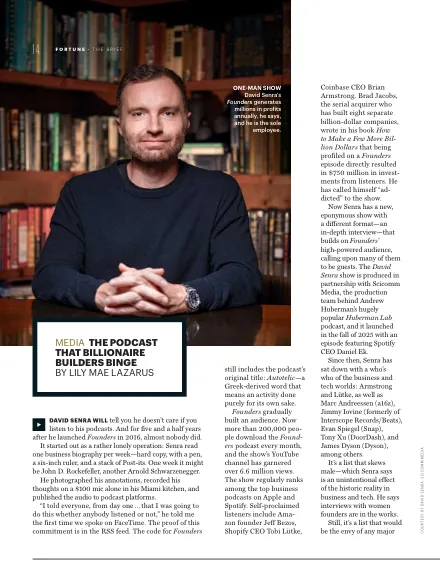 14
FORTUNE • THE BRIEF
ONE-MAN SHOW
David Senra's
Founders generates
millions in profits
annually, he says,
and he is the sole
employee.
MEDIA THE PODCAST
THAT BILLIONAIRE
BUILDERS BINGE
BY LILY MAE LAZARUS
DAVID SENRA WILL tell you he doesn't care if you
listen to his podcasts. And for five and a half years
after he launched Founders in 2016, almost nobody did.
It started out as a rather lonely operation: Senra read
one business biography per week—hard copy, with a pen,
a six-inch ruler, and a stack of Post-its. One week it might
be John D. Rockefeller, another Arnold Schwarzenegger.
He photographed his annotations, recorded his
thoughts on a $100 mic alone in his Miami kitchen, and
published the audio to podcast platforms.
“I told everyone, from day one ... that I was going to
do this whether anybody listened or not,” he told me
the first time we spoke on FaceTime. The proof of this
commitment is in the RSS feed. The code for Founders
still includes the podcast's
original title: Autotelic—a
Greek-derived word that
means an activity done
purely for its own sake.
Founders gradually
built an audience. Now
more than 200,000 peo-
ple download the Found-
ers podcast every month,
and the show's YouTube
channel has garnered
over 6.6 million views.
The show regularly ranks
among the top business
podcasts on Apple and
Spotify. Self-proclaimed
listeners include Ama-
zon founder Jeff Bezos,
Shopify CEO Tobi Lütke,
Coinbase CEO Brian
Armstrong. Brad Jacobs,
the serial acquirer who
has built eight separate
billion-dollar companies,
wrote in his book How
to Make a Few More Bil-
lion Dollars that being
profiled on a Founders
episode directly resulted
in $750 million in invest-
ments from listeners. He
has called himself “ad-
dicted” to the show.
Now Senra has a new,
eponymous show with
a different format—an
in-depth interview—that
builds on Founders'
high-powered audience,
calling upon many of them
to be guests. The David
Senra show is produced in
partnership with Scicomm
Media, the production
team behind Andrew
Huberman's hugely
popular Huberman Lab
podcast, and it launched
in the fall of 2025 with an
episode featuring Spotify
CEO Daniel Ek.
Since then, Senra has
sat down with a who's
who of the business and
tech worlds: Armstrong
and Lütke, as well as
Marc Andreessen (a16z),
Jimmy Iovine (formerly of
Interscope Records/Beats),
Evan Spiegel (Snap),
Tony Xu (DoorDash), and
James Dyson (Dyson),
among others.
It's a list that skews
male—which Senra says
is an unintentional effect
of the historic reality in
business and tech. He says
interviews with women
founders are in the works.
Still, it's a list that would
be the envy of any major